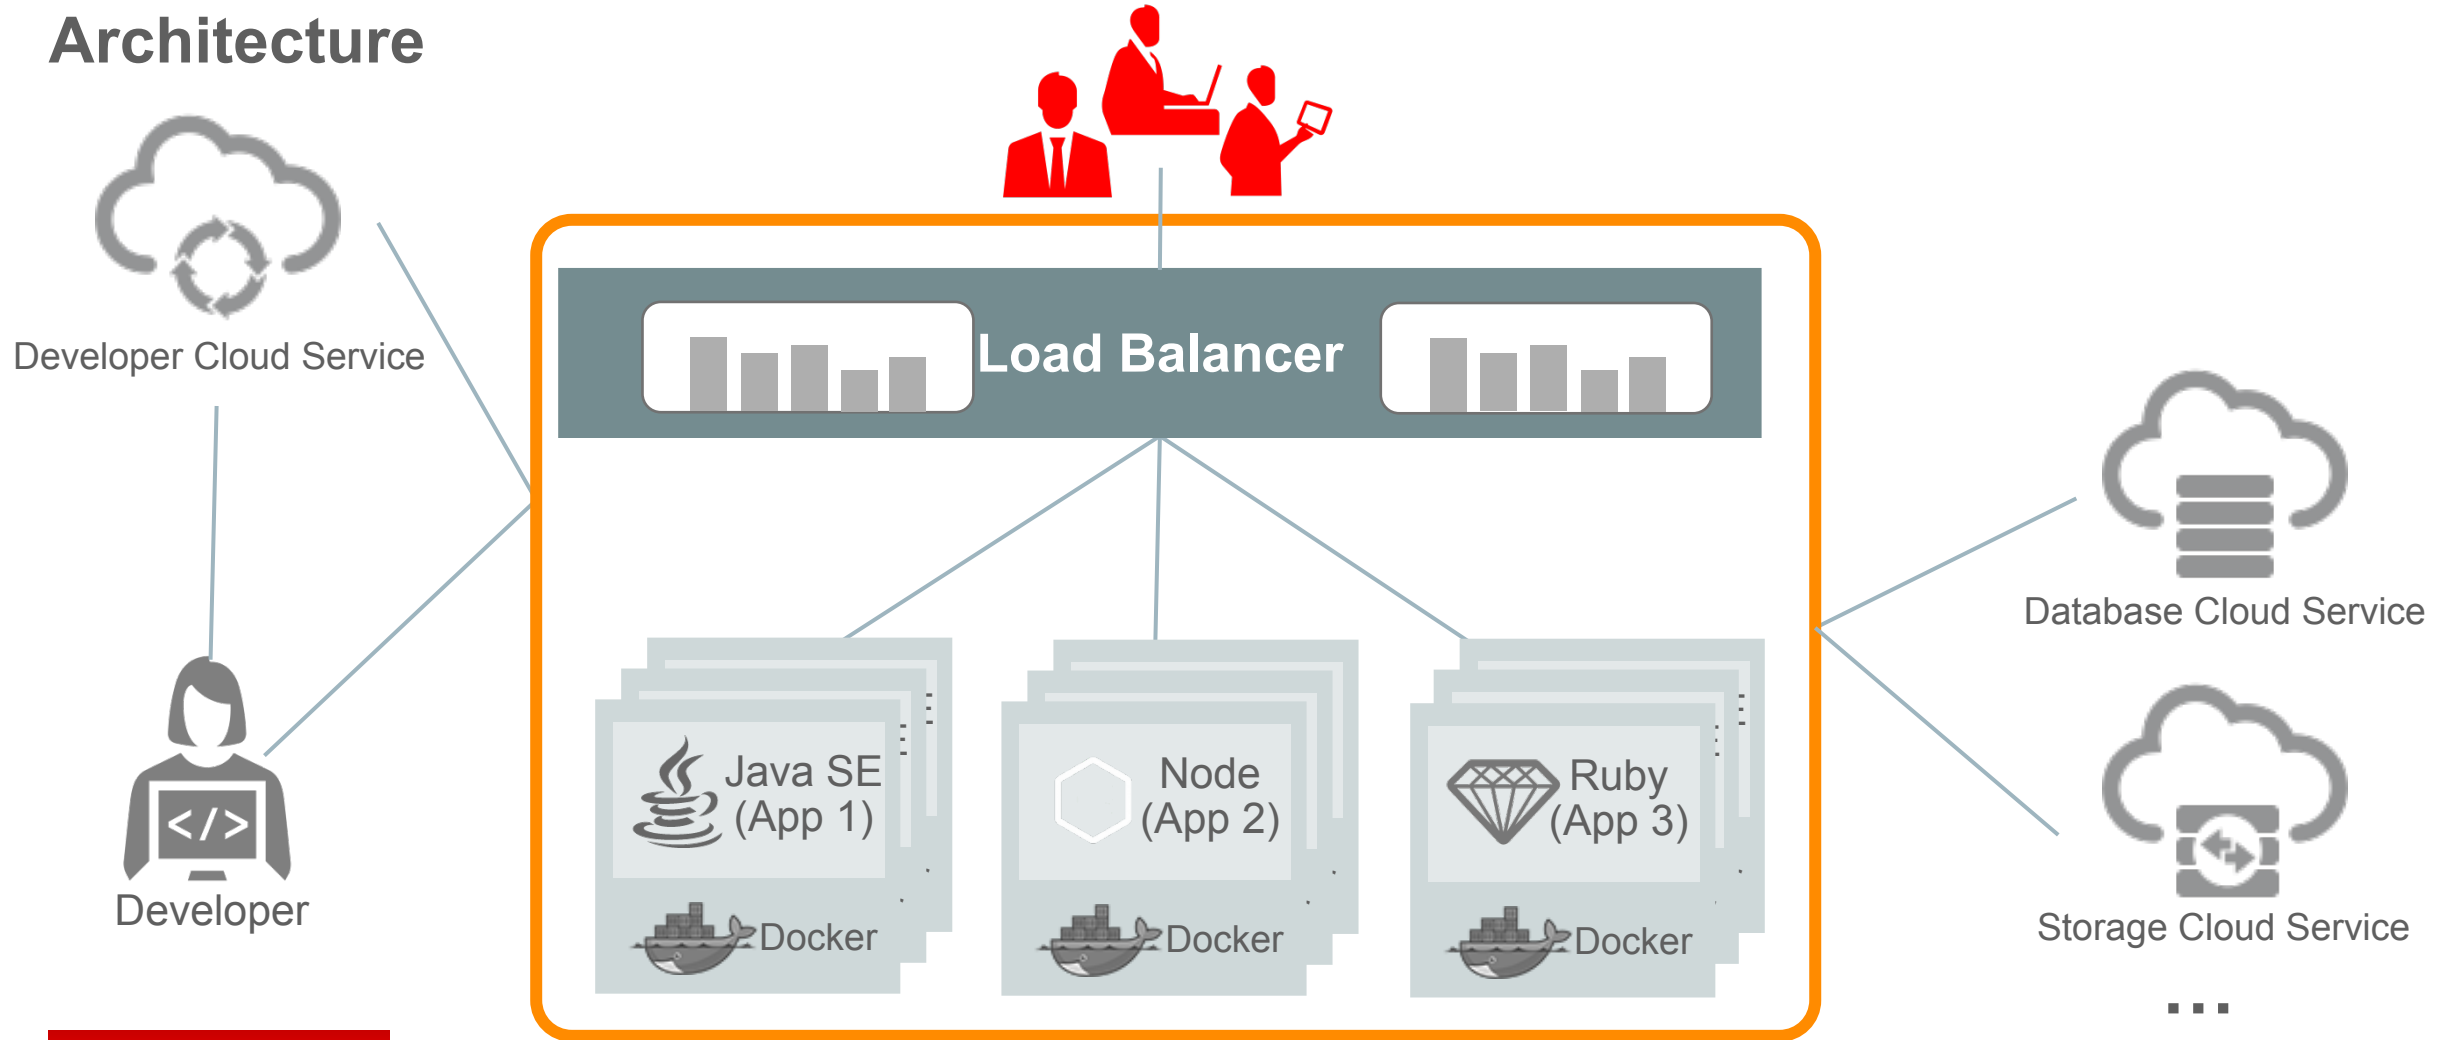 Architecture
Developer Cloud Service
Load Balancer
Database Cloud Service
Java SE
(App 1)
Node
(App 2)
Ruby
(App 3)
</>
Developer
Docker
Docker
Docker
Storage Cloud Service
...